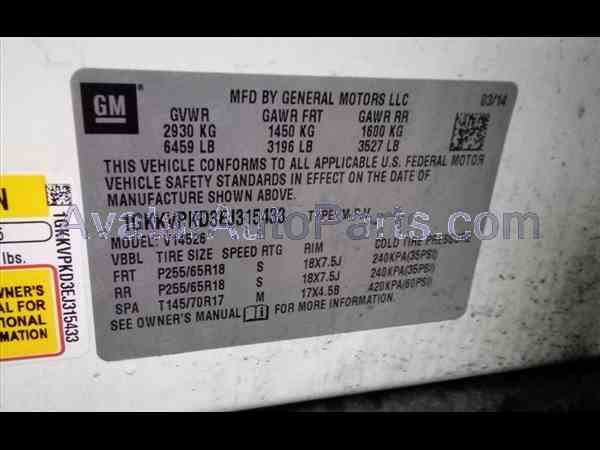 GM
MFD BY GENERAL MOTORS LLC 03/14
GVWR GAWR FRT GAWR RR
2930 KG 1450 KG 1600 KG
6459 LB 3196 LB 3527 LB
THIS VEHICLE CONFORMS TO ALL APPLICABLE U.S. FEDERAL MOTOR
VEHICLE SAFETY STANDARDS IN EFFECT ON THE DATE OF
MANUFACTURE SHOWN ABOVE.
1GKKVPKD3EJ315433 TYPE: M.P.V.
AvalonAutoParts.com
MODEL: V14526
VBBL TIRE SIZE SPEED RTG RIM COLD TIRE PRESSURE
FRT P255/65R18 S 18X7.5J 240KPA(35PSI)
RR P255/65R18 S 18X7.5J 240KPA(35PSI)
SPA T145/70R17 M 17X4.5B 420KPA(60PSI)
SEE OWNER'S MANUAL FOR MORE INFORMATION.
lbs.
OWNER'S
FOR
1GKKVPKD3EJ315433